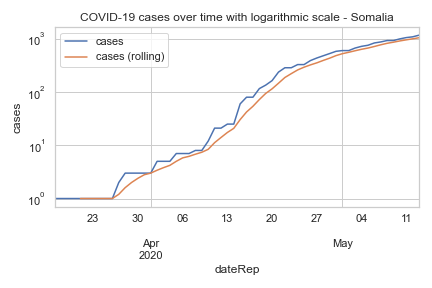 COVID-19 cases over time with logarithmic scale - Somalia
cases
cases (rolling)
10³
10²
10¹
10⁰
cases
23 30 06 13 20 27 04 11
Apr May
2020
dateRep